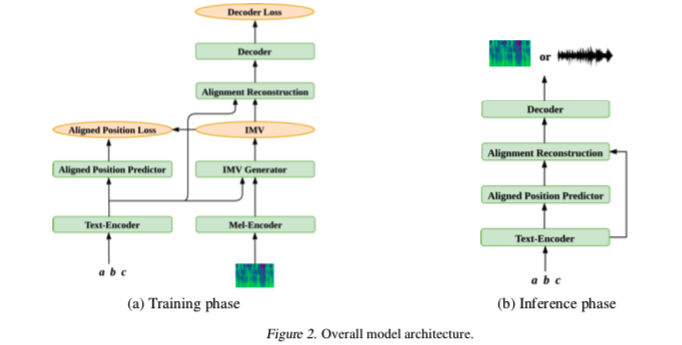 Decoder Loss
Decoder
Alignment Reconstruction
Aligned Position Loss
IMV
Aligned Position Predictor
IMV Generator
Text-Encoder
Mel-Encoder
a b c
(a) Training phase
or
Decoder
Alignment Reconstruction
Aligned Position Predictor
Text-Encoder
a b c
(b) Inference phase
Figure 2. Overall model architecture.